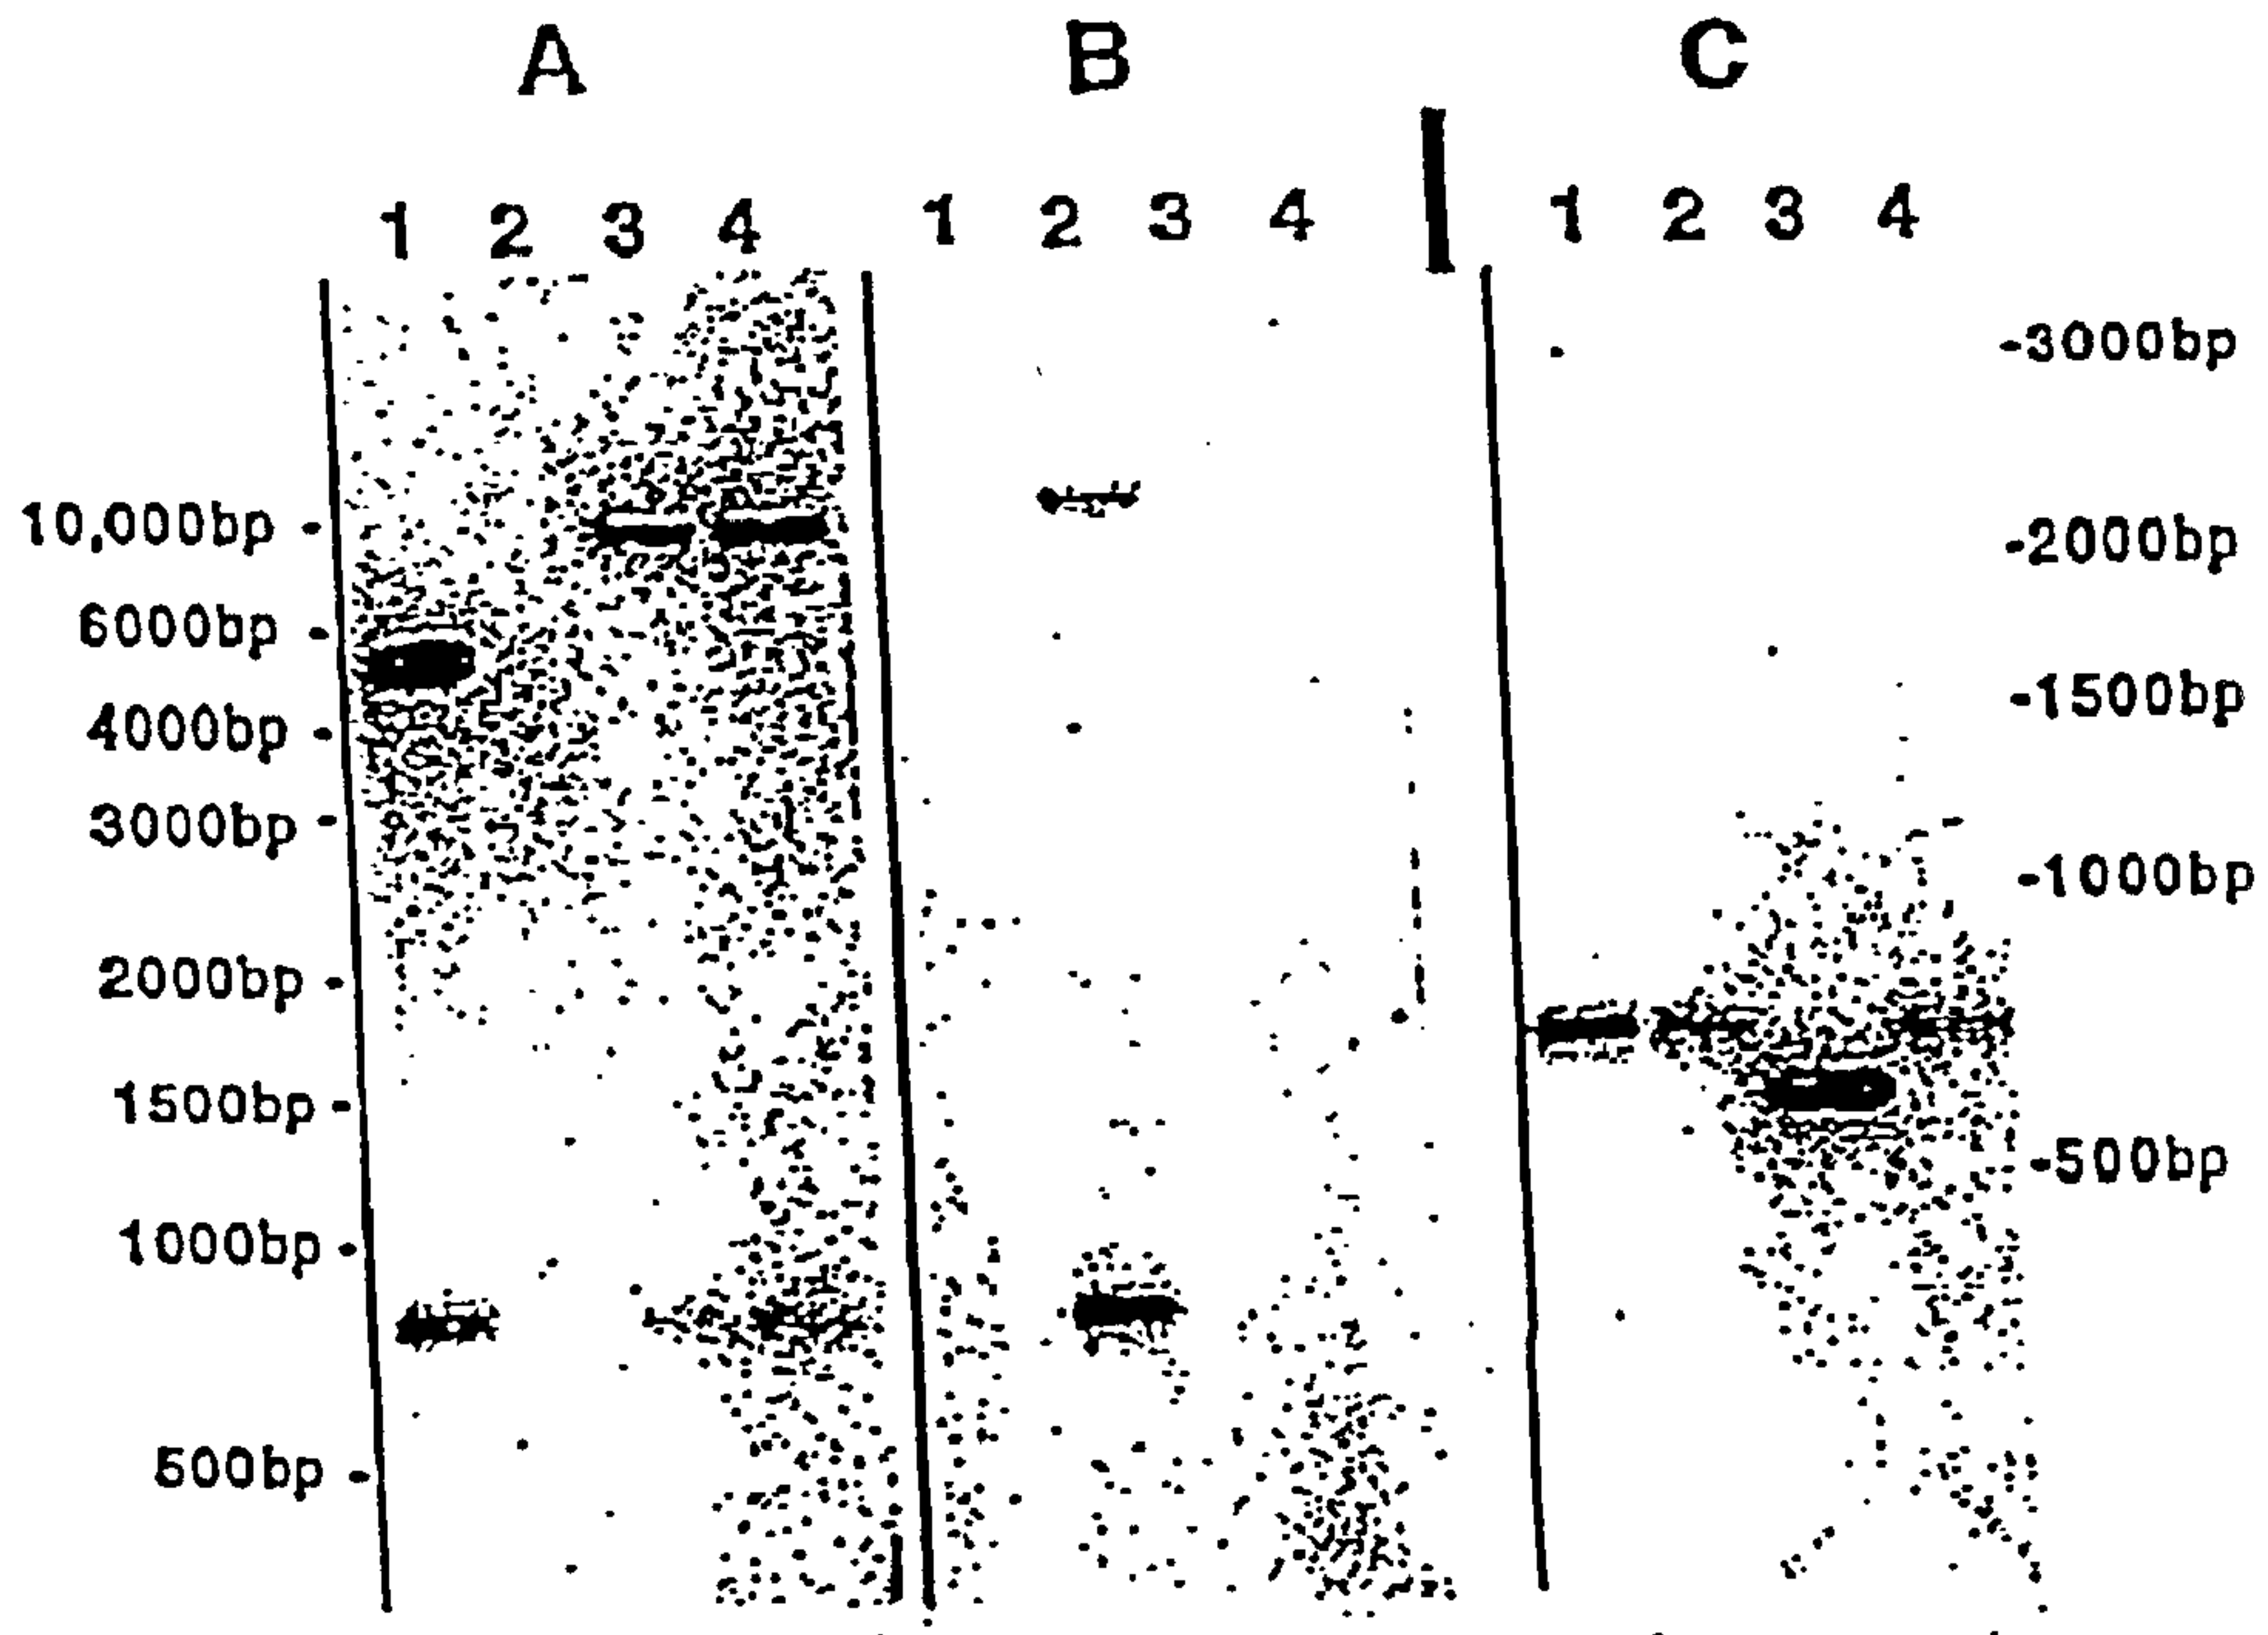 A B C
1 2 3 4 1 2 3 4 1 2 3 4
-3000bp
10,000bp - -2000bp
6000bp -
-1500bp
4000bp -
3000bp - -1000bp
2000bp -
1500bp - -500bp
1000bp -
500bp -